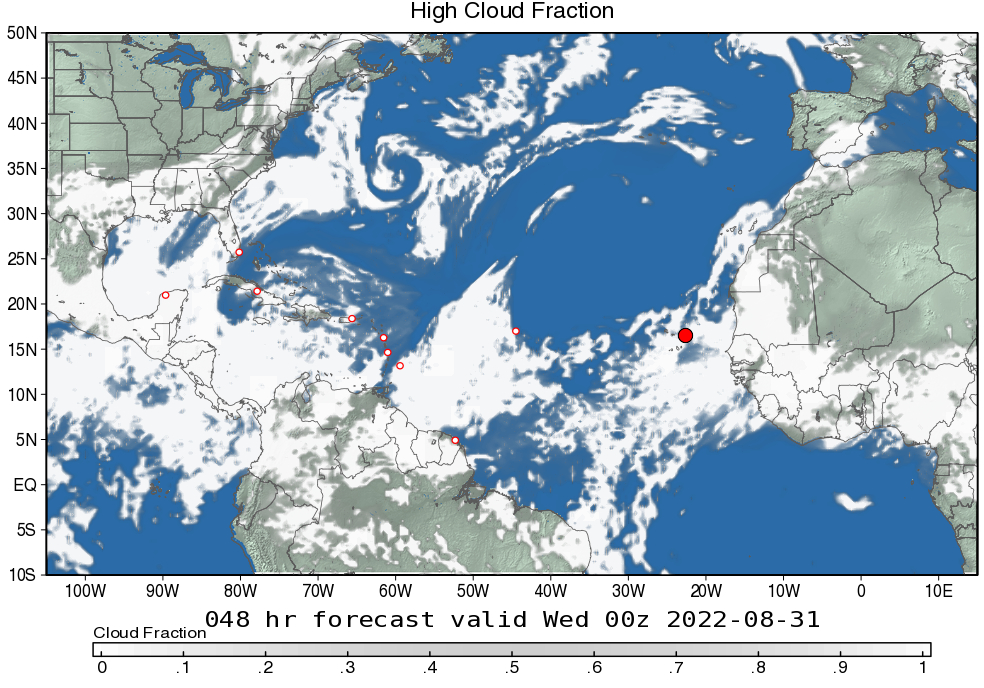 High Cloud Fraction
50N
45N
40N
35N
30N
25N
20N
15N
10N
5N
EQ
5S
10S
100W 90W 80W 70W 60W 50W 40W 30W 20W 10W 0 10E
048 hr forecast valid Wed 00z 2022-08-31
Cloud Fraction
0 .1 .2 .3 .4 .5 .6 .7 .8 .9 1